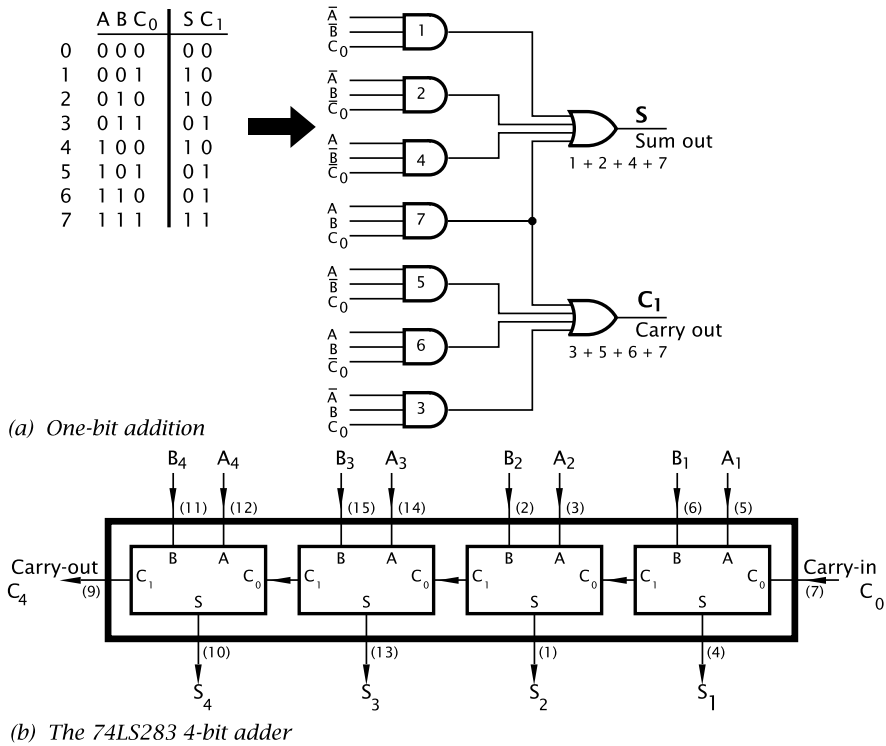 A B C0 S C1
0 0 0 0 0 0
1 0 0 1 1 0
2 0 1 0 1 0
3 0 1 1 0 1
4 1 0 0 1 0
5 1 0 1 0 1
6 1 1 0 0 1
7 1 1 1 1 1
A̅
B̅
C0
1
A̅
B
C̅0
2
A
B̅
C̅0
4
A
B
C0
7
A
B̅
C0
5
A
B
C̅0
6
A̅
B
C0
3
S
Sum out
1 + 2 + 4 + 7
C1
Carry out
3 + 5 + 6 + 7
(a) One-bit addition
B4 A4 B3 A3 B2 A2 B1 A1
(11) (12) (15) (14) (2) (3) (6) (5)
B A B A B A B A
Carry-out C1 C0 C1 C0 C1 C0 C1 C0 Carry-in
C4 (9) (7) C0
S S S S
(10) (13) (1) (4)
S4 S3 S2 S1
(b) The 74LS283 4-bit adder